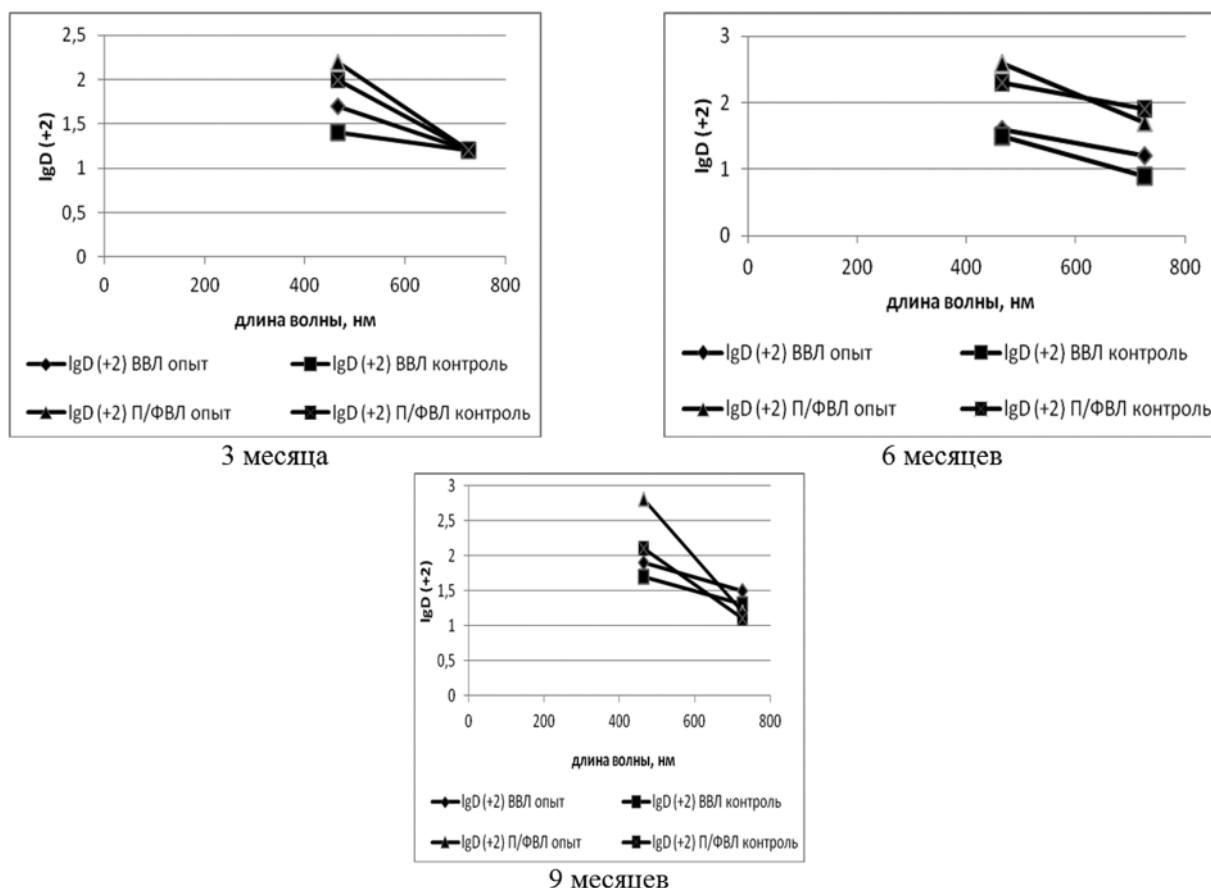 2,5
2
1,5
1
0,5
0
lgD (+2)
0 200 400 600 800
длина волны, нм
lgD (+2) ВВЛ опыт lgD (+2) ВВЛ контроль
lgD (+2) П/ФВЛ опыт lgD (+2) П/ФВЛ контроль
3 месяца
3
2
1
0
lgD (+2)
0 200 400 600 800
длина волны, нм
lgD (+2) ВВЛ опыт lgD (+2) ВВЛ контроль
lgD (+2) П/ФВЛ опыт lgD (+2) П/ФВЛ контроль
6 месяцев
3
2,5
2
1,5
1
0,5
0
lgD (+2)
0 200 400 600 800
длина волны, нм
lgD (+2) ВВЛ опыт lgD (+2) ВВЛ контроль
lgD (+2) П/ФВЛ опыт lgD (+2) П/ФВЛ контроль
9 месяцев